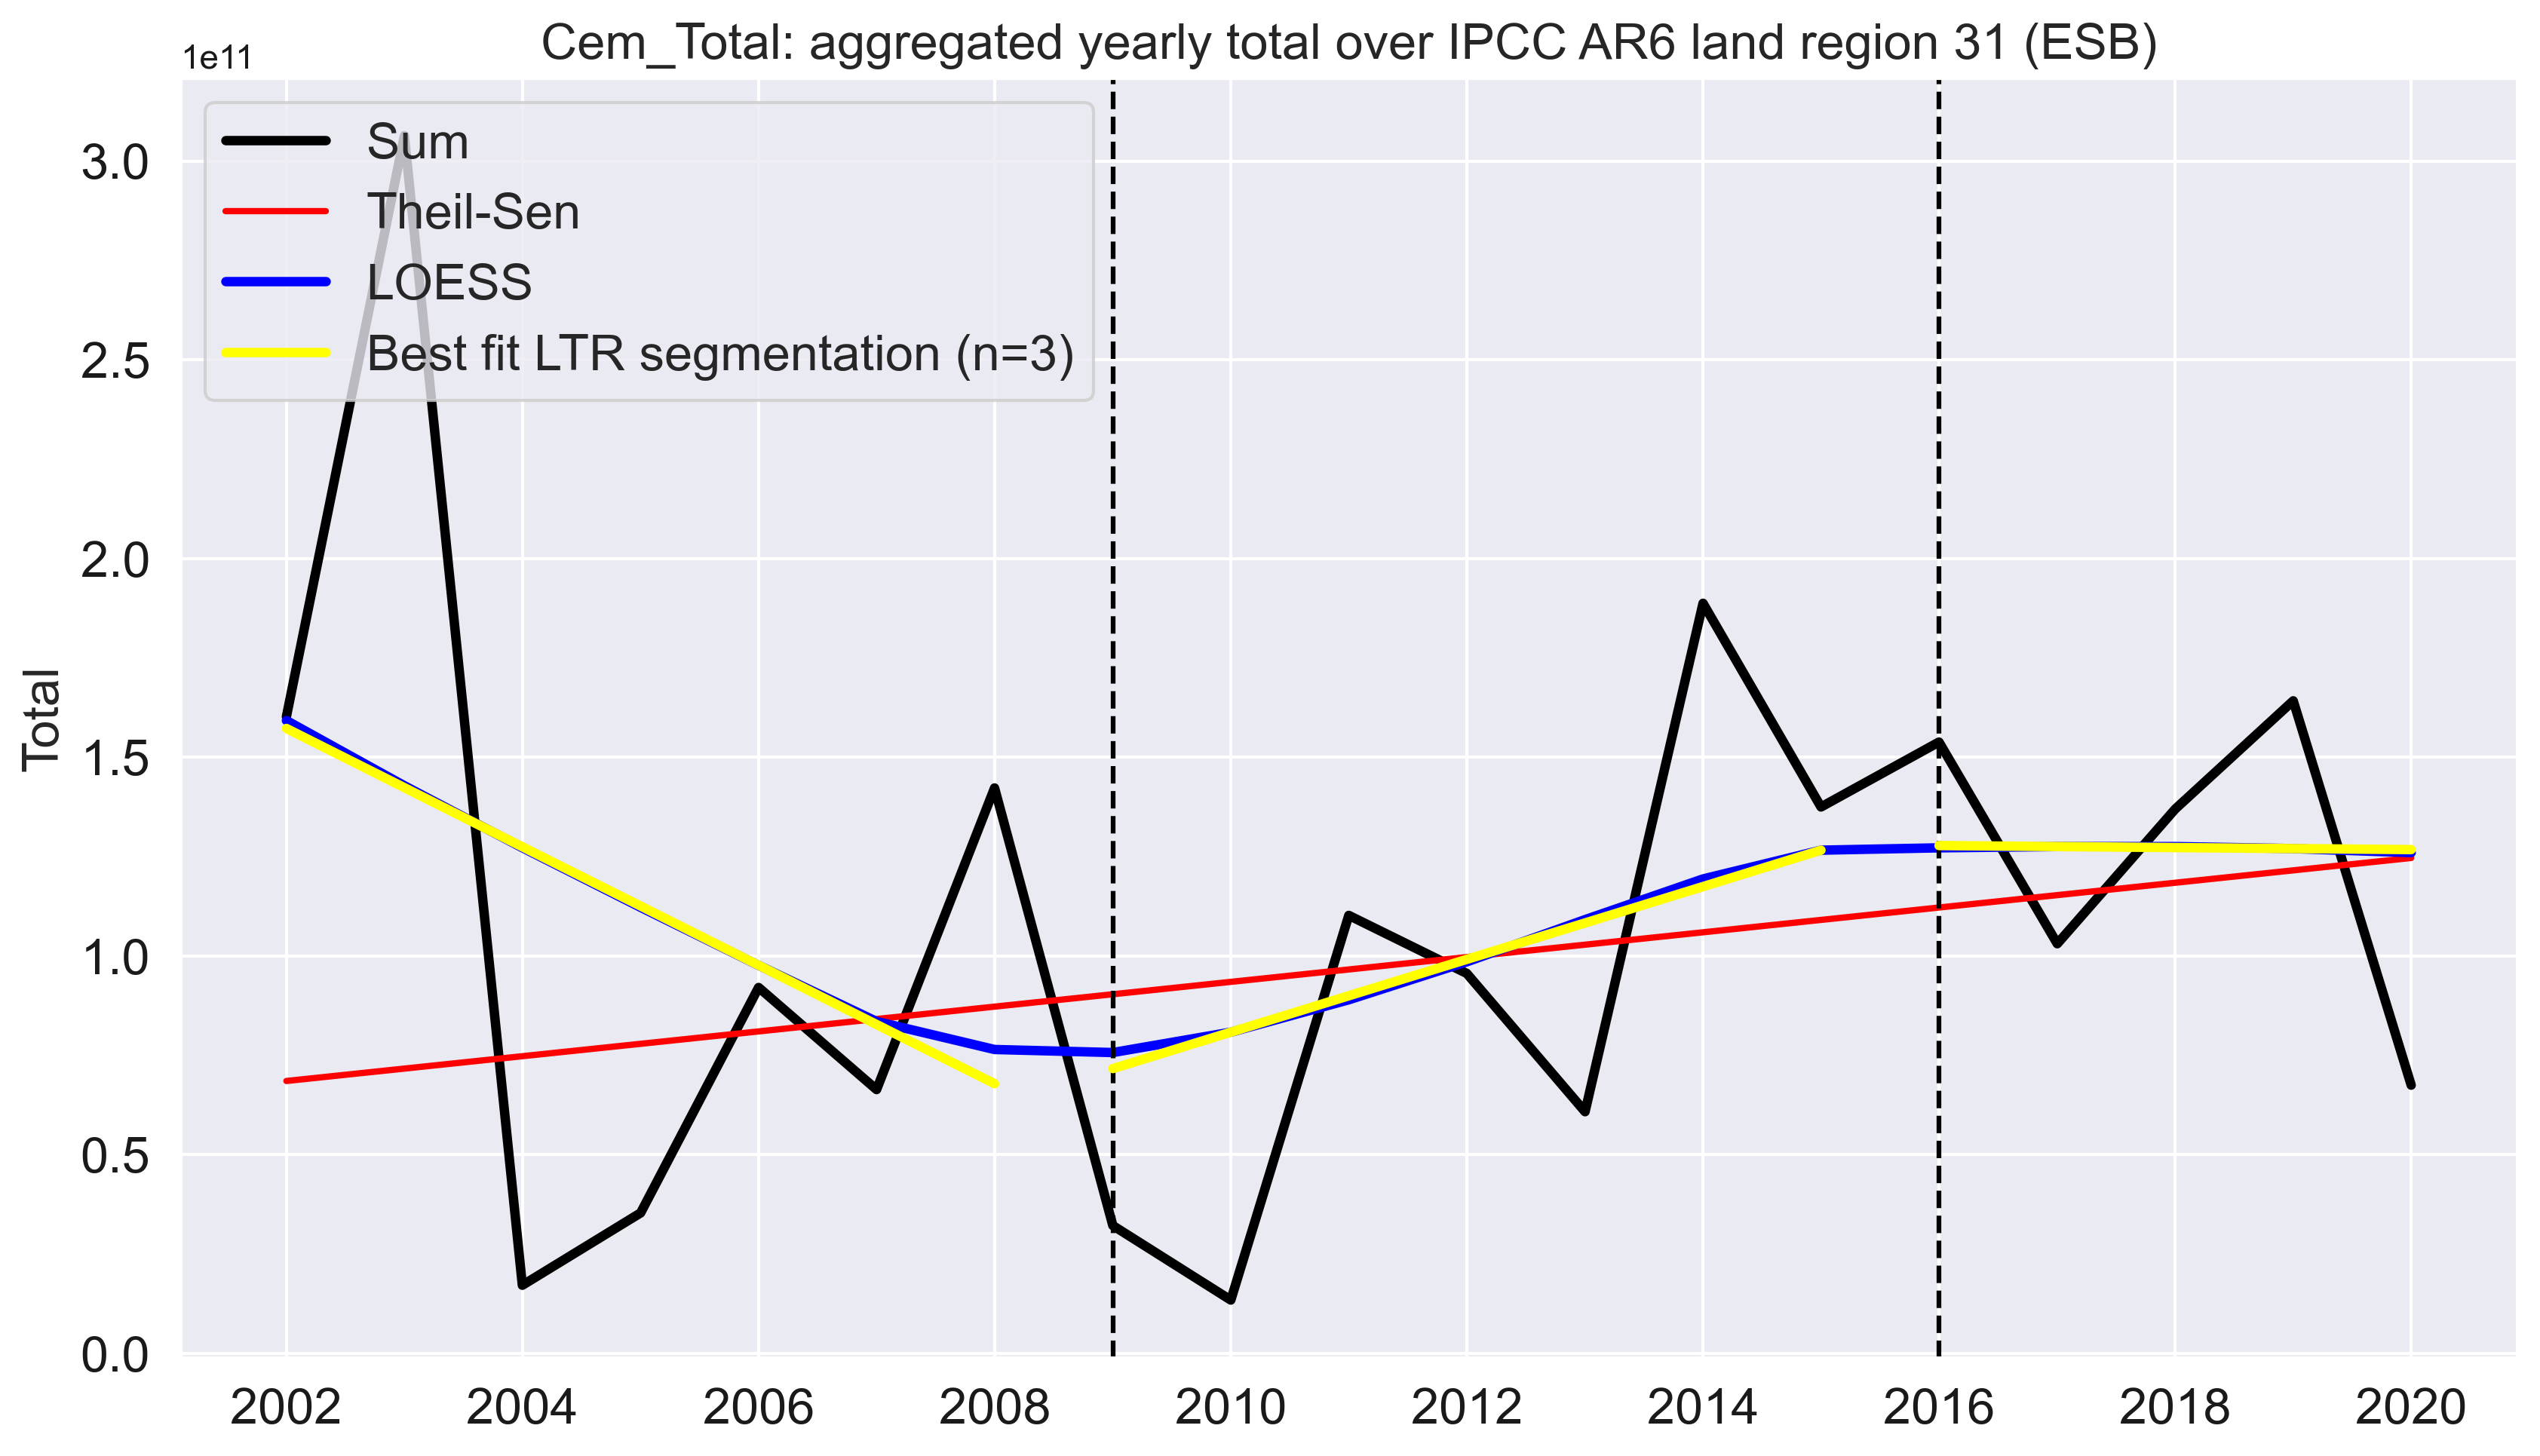 Cem_Total: aggregated yearly total over IPCC AR6 land region 31 (ESB)
1e11
Sum
Theil-Sen
LOESS
Best fit LTR segmentation (n=3)
Total
3.0
2.5
2.0
1.5
1.0
0.5
0.0
2002 2004 2006 2008 2010 2012 2014 2016 2018 2020